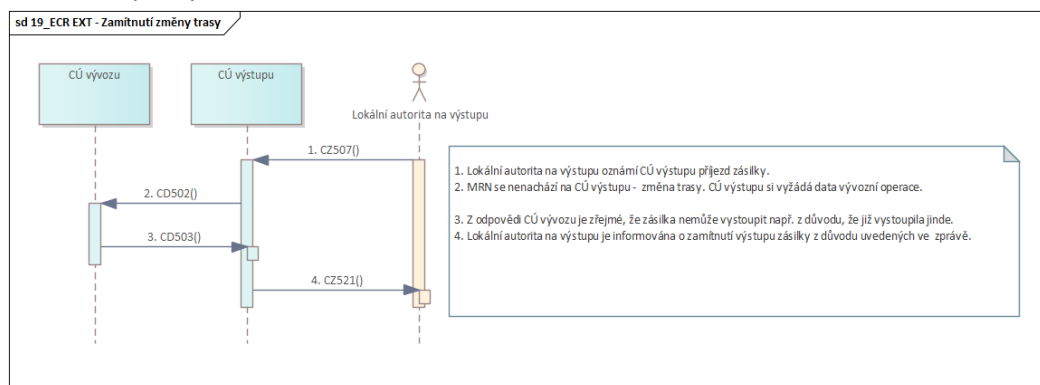 sd 19_ECR EXT - Zamítnutí změny trasy
CÚ vývozu
CÚ výstupu
Lokální autorita na výstupu
1. CZ507()
2. CD502()
3. CD503()
4. CZ521()
1. Lokální autorita na výstupu oznámí CÚ výstupu příjezd zásilky.
2. MRN se nenachází na CÚ výstupu - změna trasy. CÚ výstupu si vyžádá data vývozní operace.
3. Z odpovědi CÚ vývozu je zřejmé, že zásilka nemůže vystoupit např. z důvodu, že již vystoupila jinde.
4. Lokální autorita na výstupu je informována o zamítnutí výstupu zásilky z důvodu uvedených ve zprávě.